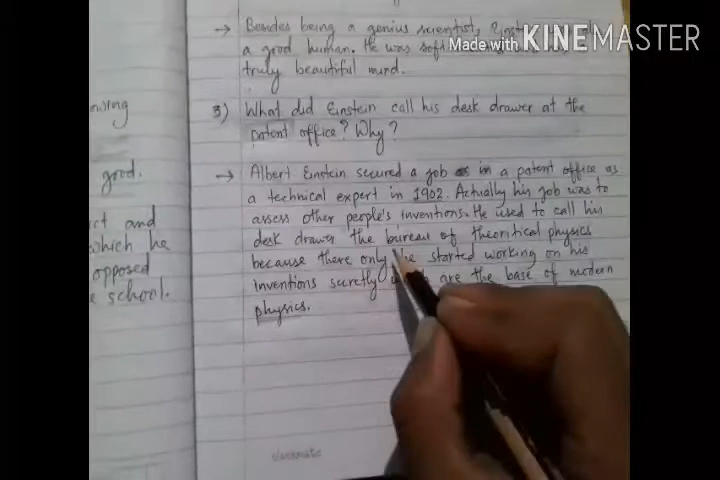 → Besides being a genius scientist,
Made with KINEMASTER
a good human. He was
truly beautiful mind.
nowing
3) What did Einstein call his desk drawer at the
patent office? Why?
good.
→ Albert Einstein secured a job as in a patent office as
a technical expert in 1902. Actually his job was to
ct and
assess other people's inventions. He used to call his
which he
desk drawer the bureau of theoritical physics
opposed
because there only he started working on his
e school.
inventions secretly are the base of modern
physics.
classmate